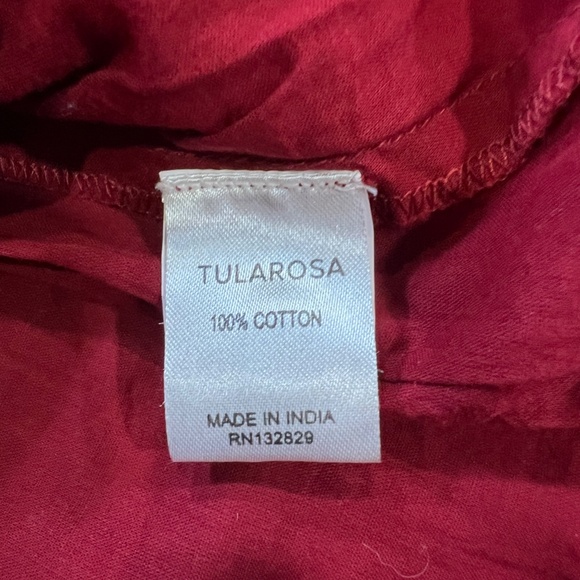 TULAROSA
100% COTTON
MADE IN INDIA
RN132829